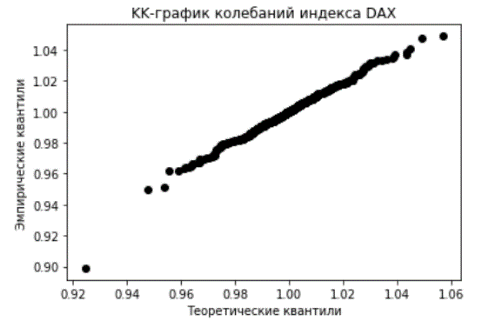 КК-график колебаний индекса DAX
1.04
1.02
1.00
0.98
0.96
0.94
0.92
0.90
Эмпирические квантили
0.92 0.94 0.96 0.98 1.00 1.02 1.04 1.06
Теоретические квантили